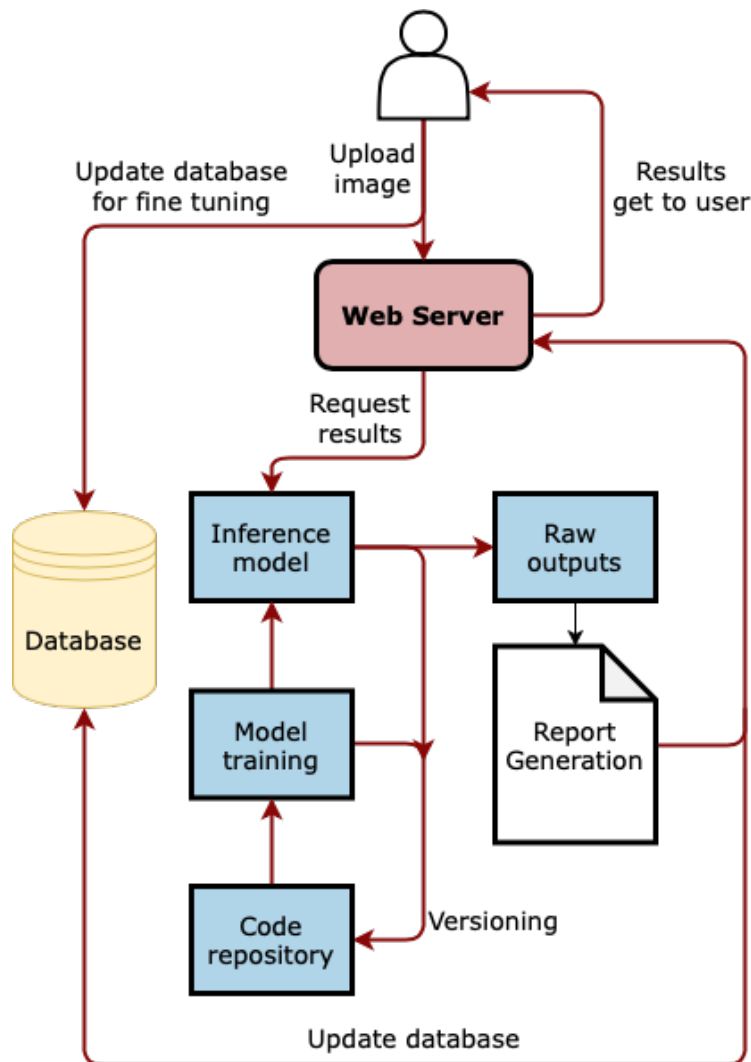 Update database
for fine tuning
Upload
image
Results
get to user
Web Server
Request
results
Inference
model
Raw
outputs
Database
Model
training
Report
Generation
Code
repository
Versioning
Update database